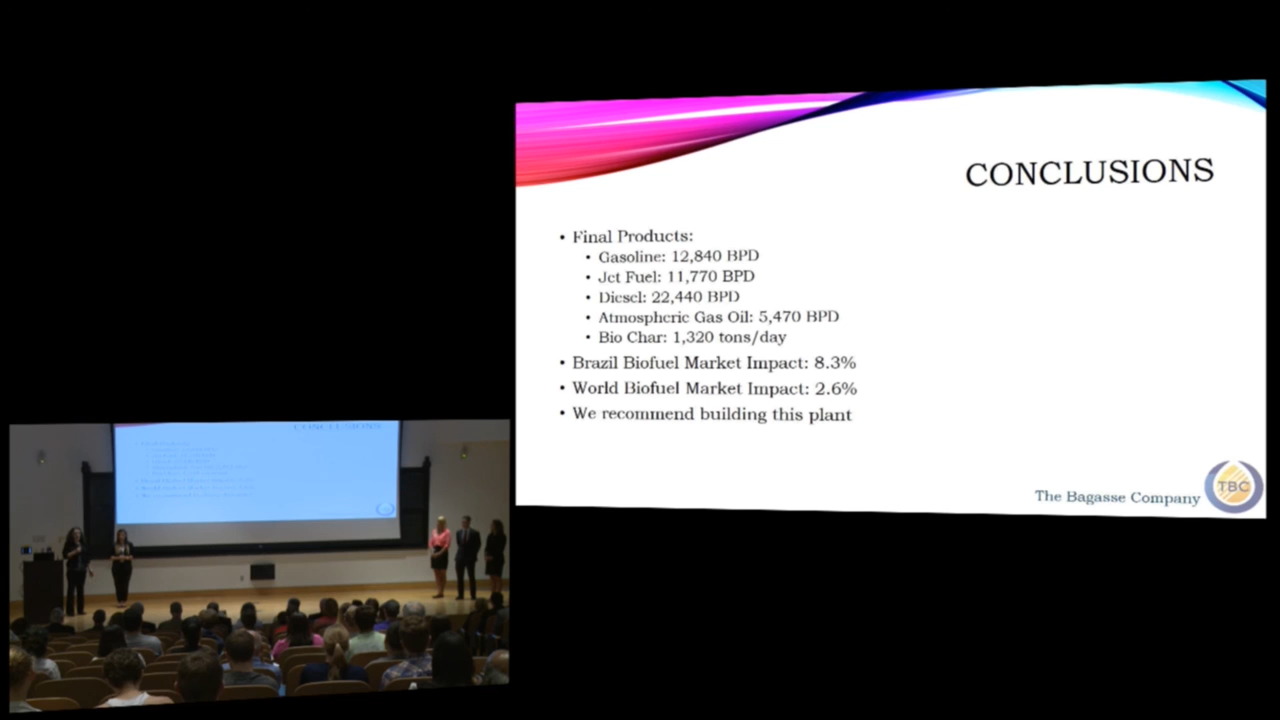 CONCLUSIONS
• Final Products:
• Gasoline: 12,840 BPD
• Jet Fuel: 11,770 BPD
• Diesel: 22,440 BPD
• Atmospheric Gas Oil: 5,470 BPD
• Bio Char: 1,320 tons/day
• Brazil Biofuel Market Impact: 8.3%
• World Biofuel Market Impact: 2.6%
• We recommend building this plant
The Bagasse Company
TBC
CONCLUSIONS